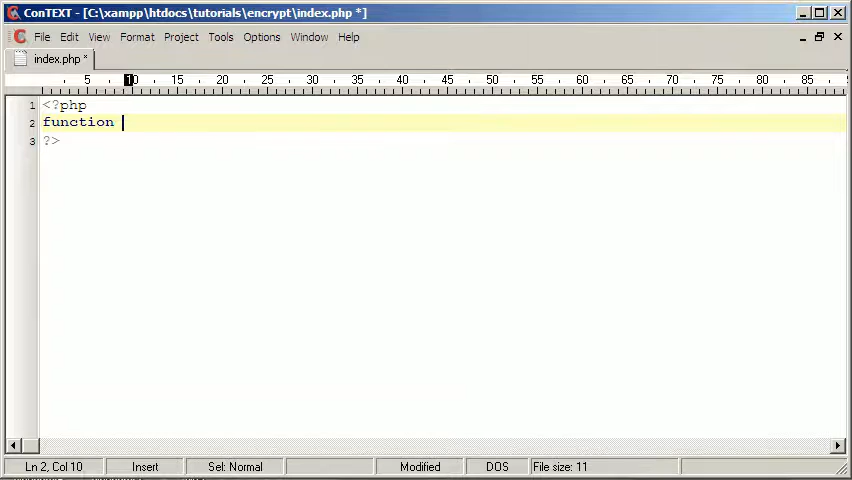 ConTEXT - [C:\xampp\htdocs\tutorials\encrypt\index.php *]
File Edit View Format Project Tools Options Window Help
index.php *
5 10 15 20 25 30 35 40 45 50 55 60 65 70 75 80 85 
1 <?php
2 function
3 ?>
Ln 2, Col 10 Insert Sel: Normal Modified DOS File size: 11